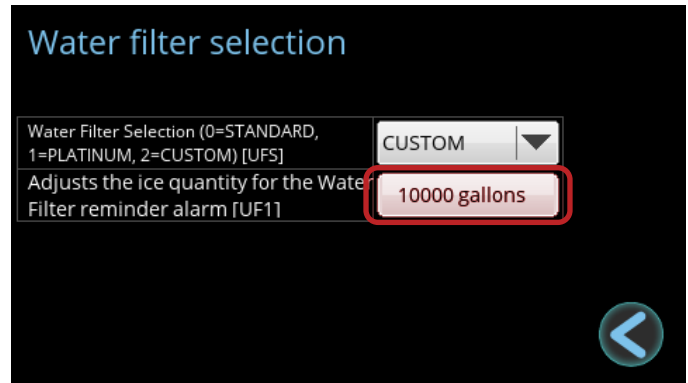 Water filter selection
Water Filter Selection (0=STANDARD,
1=PLATINUM, 2=CUSTOM) [UFS]
CUSTOM
Adjusts the ice quantity for the Wate
Filter reminder alarm [UF1]
10000 gallons